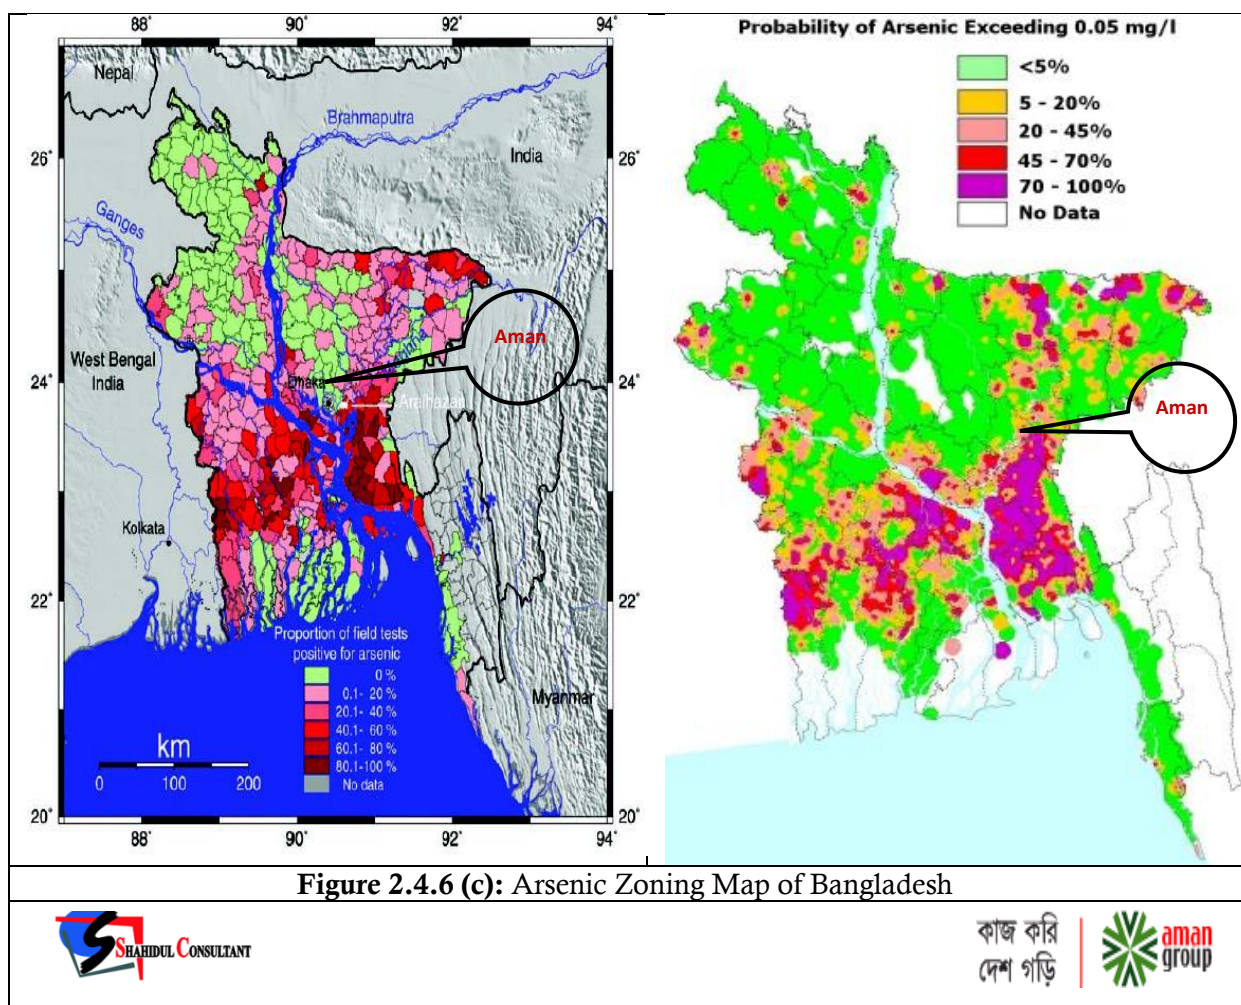 88°
90°
92°
94°
Nepal
Brahmaputra
India
26°
Ganges
West Bengal
India
24°
Dhaka
Araihazar
Aman
Kolkata
22°
Proportion of field tests
positive for arsenic
0 %
0.1- 20 %
20.1- 40 %
40.1- 60 %
60.1- 80 %
80.1-100 %
No data
Myanmar
km
0 100 200
20°
88° 90° 92° 94°
Probability of Arsenic Exceeding 0.05 mg/l
<5%
5 - 20%
20 - 45%
45 - 70%
70 - 100%
No Data
Aman
Figure 2.4.6 (c): Arsenic Zoning Map of Bangladesh
SHAHIDUL CONSULTANT
কাজ করি
দেশ গড়ি
aman
group